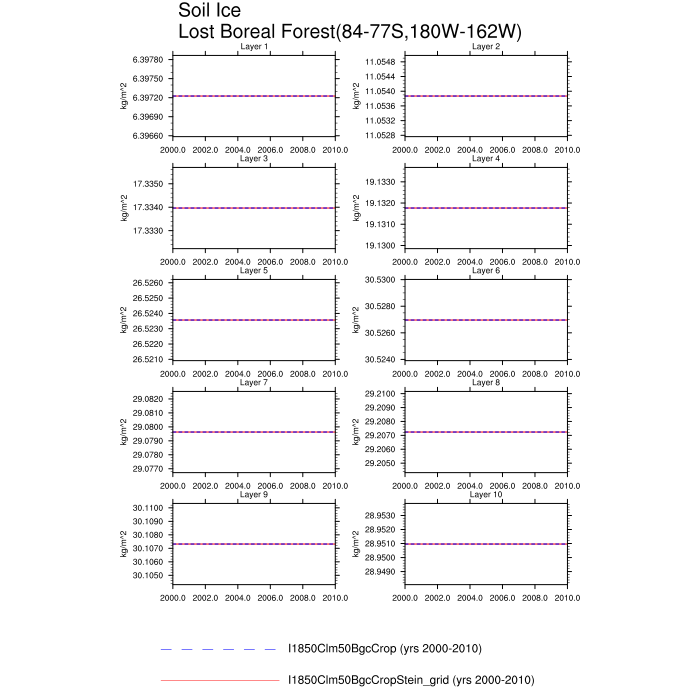 Soil Ice
Lost Boreal Forest(84-77S,180W-162W)
Layer 1
6.39780
6.39750
6.39720
6.39690
6.39660
kg/m^2
2000.0 2002.0 2004.0 2006.0 2008.0 2010.0
Layer 2
11.0548
11.0544
11.0540
11.0536
11.0532
11.0528
kg/m^2
2000.0 2002.0 2004.0 2006.0 2008.0 2010.0
Layer 3
17.3350
17.3340
17.3330
kg/m^2
2000.0 2002.0 2004.0 2006.0 2008.0 2010.0
Layer 4
19.1330
19.1320
19.1310
19.1300
kg/m^2
2000.0 2002.0 2004.0 2006.0 2008.0 2010.0
Layer 5
26.5260
26.5250
26.5240
26.5230
26.5220
26.5210
kg/m^2
2000.0 2002.0 2004.0 2006.0 2008.0 2010.0
Layer 6
30.5300
30.5280
30.5260
30.5240
kg/m^2
2000.0 2002.0 2004.0 2006.0 2008.0 2010.0
Layer 7
29.0820
29.0810
29.0800
29.0790
29.0780
29.0770
kg/m^2
2000.0 2002.0 2004.0 2006.0 2008.0 2010.0
Layer 8
29.2100
29.2090
29.2080
29.2070
29.2060
29.2050
kg/m^2
2000.0 2002.0 2004.0 2006.0 2008.0 2010.0
Layer 9
30.1100
30.1090
30.1080
30.1070
30.1060
30.1050
kg/m^2
2000.0 2002.0 2004.0 2006.0 2008.0 2010.0
Layer 10
28.9530
28.9520
28.9510
28.9500
28.9490
kg/m^2
2000.0 2002.0 2004.0 2006.0 2008.0 2010.0
I1850Clm50BgcCrop (yrs 2000-2010)
I1850Clm50BgcCropStein_grid (yrs 2000-2010)